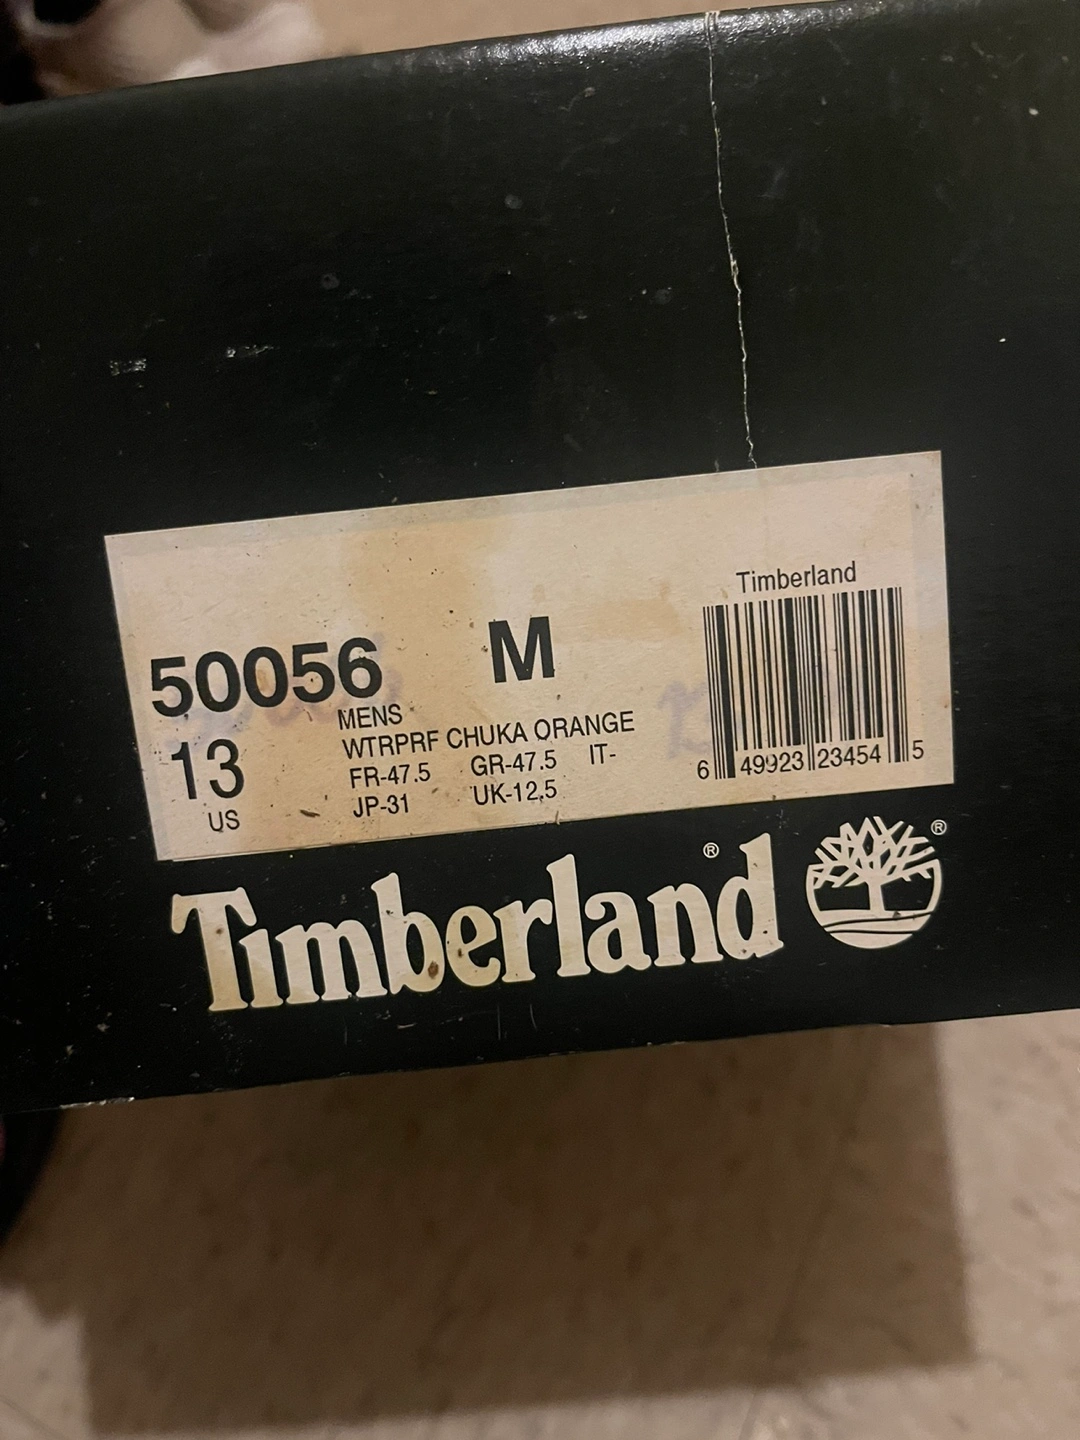 Timberland
50056 M
MENS
WTRPRF CHUKA ORANGE
13 US
FR-47.5 GR-47.5 IT-
JP-31 UK-12.5
6 49923 23454 5
Timberland® ®